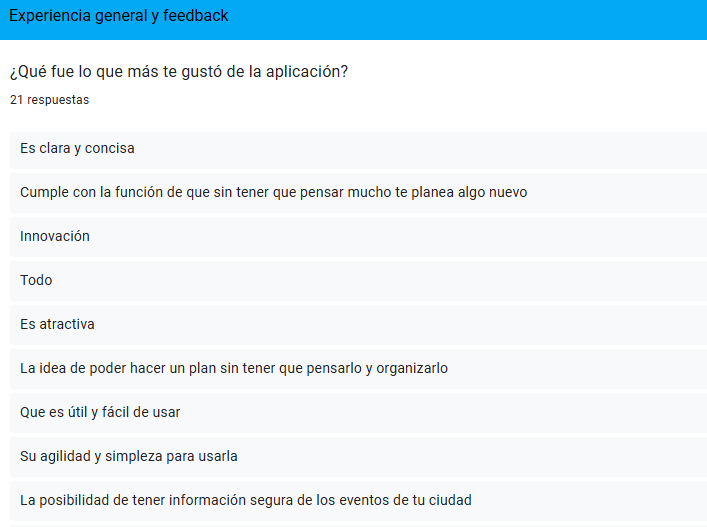 Experiencia general y feedback
¿Qué fue lo que más te gustó de la aplicación?
21 respuestas
Es clara y concisa
Cumple con la función de que sin tener que pensar mucho te planea algo nuevo
Innovación
Todo
Es atractiva
La idea de poder hacer un plan sin tener que pensarlo y organizarlo
Que es útil y fácil de usar
Su agilidad y simpleza para usarla
La posibilidad de tener información segura de los eventos de tu ciudad